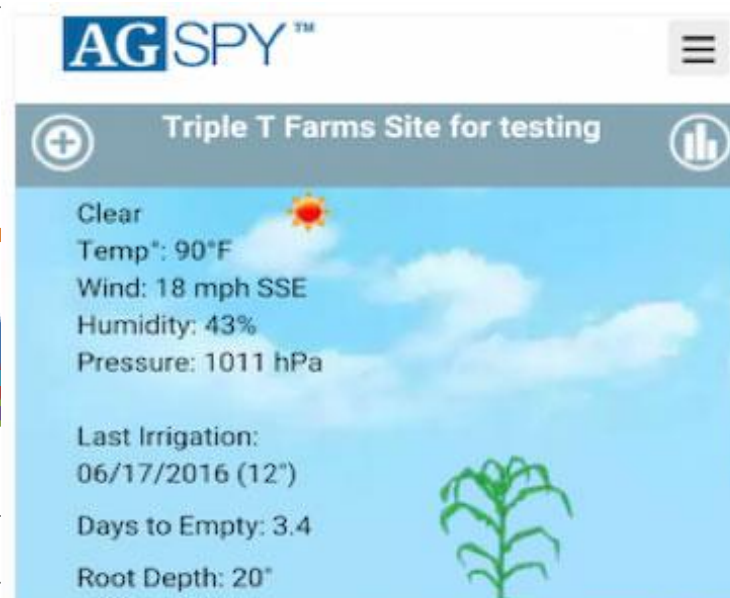 AGSPY™
Triple T Farms Site for testing
Clear
Temp°: 90°F
Wind: 18 mph SSE
Humidity: 43%
Pressure: 1011 hPa
Last Irrigation:
06/17/2016 (12")
Days to Empty: 3.4
Root Depth: 20"